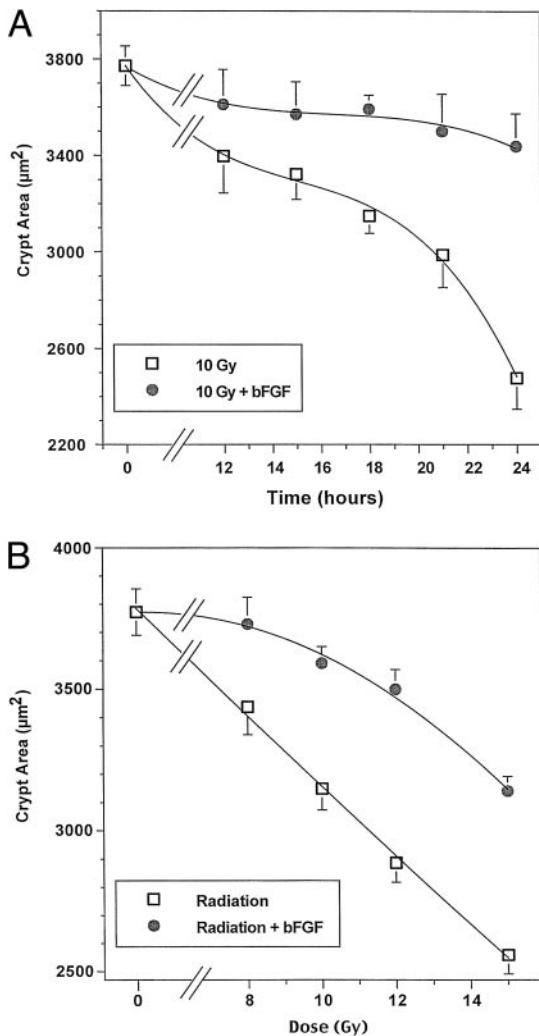 A
Crypt Area (µm²)
3800
3400
3000
2600
2200
10 Gy
10 Gy + bFGF
0 12 14 16 18 20 21 22 24
Time (hours)
B
Crypt Area (µm²)
4000
3500
3000
2500
Radiation
Radiation + bFGF
0 8 10 12 14
Dose (Gy)